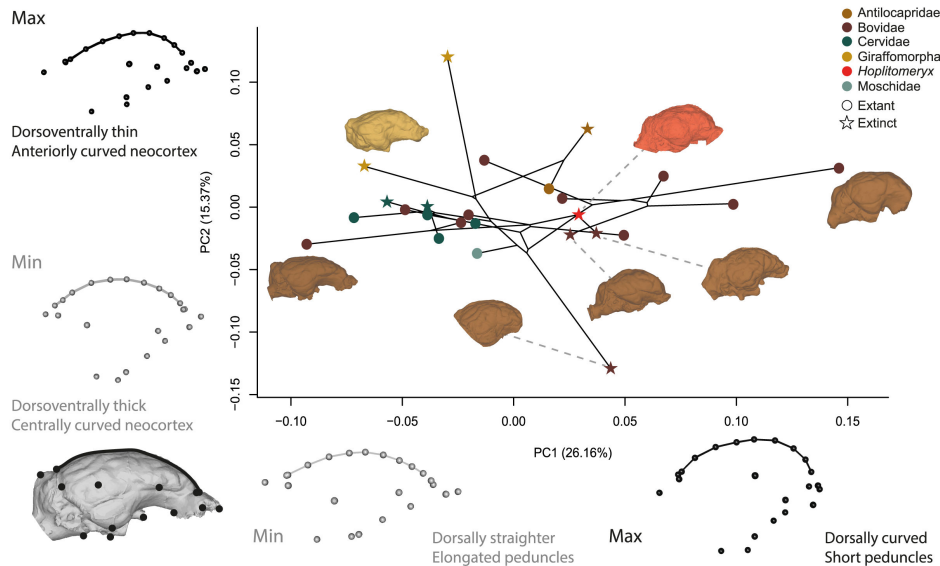 Max
Dorsoventrally thin
Anteriorly curved neocortex
Min
Dorsoventrally thick
Centrally curved neocortex
PC2 (15.37%)
0.10
0.05
0.00
−0.05
−0.10
−0.15
−0.10
−0.05
0.00
0.05
0.10
0.15
PC1 (26.16%)
Antilocapridae
Bovidae
Cervidae
Giraffomorpha
Hoplitomeryx
Moschidae
Extant
Extinct
Min
Dorsally straighter
Elongated peduncles
Max
Dorsally curved
Short peduncles